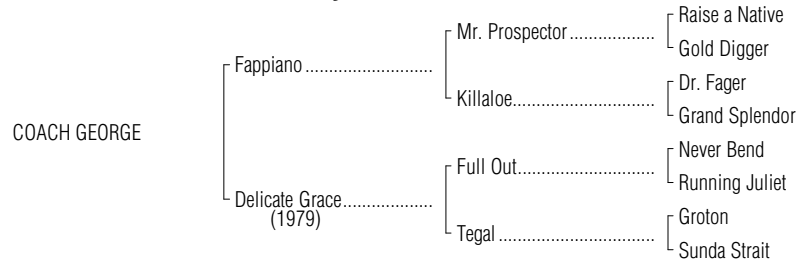 Raise a Native
Mr. Prospector
Gold Digger
Fappiano
Dr. Fager
Killaloe
Grand Splendor
COACH GEORGE
Never Bend
Full Out
Running Juliet
Delicate Grace
(1979)
Groton
Tegal
Sunda Strait